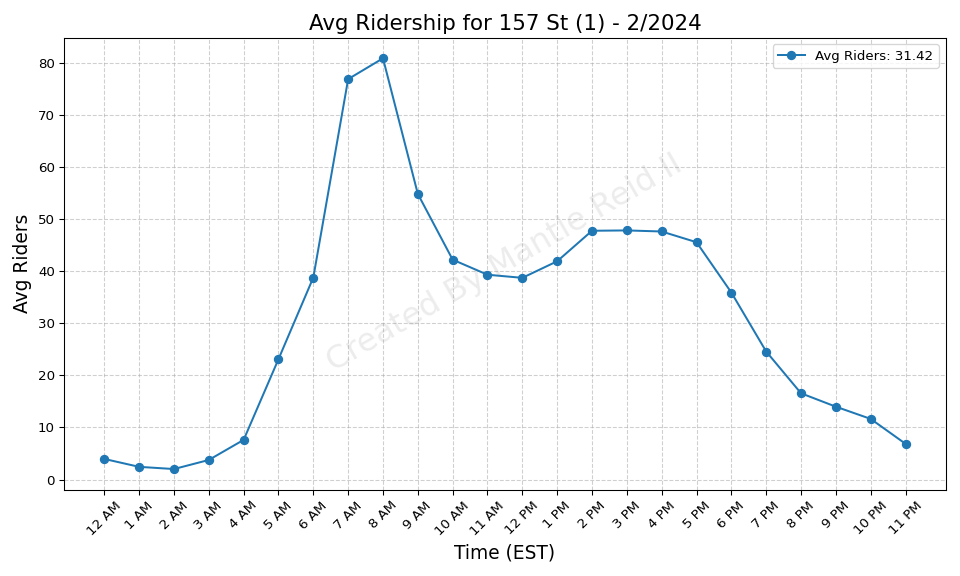 Avg Ridership for 157 St (1) - 2/2024
Avg Riders: 31.42
80
70
60
50
40
30
20
10
0
Avg Riders
Created By Mantle Reid II
12 AM
1 AM
2 AM
3 AM
4 AM
5 AM
6 AM
7 AM
8 AM
9 AM
10 AM
11 AM
12 PM
1 PM
2 PM
3 PM
4 PM
5 PM
6 PM
7 PM
8 PM
9 PM
10 PM
11 PM
Time (EST)